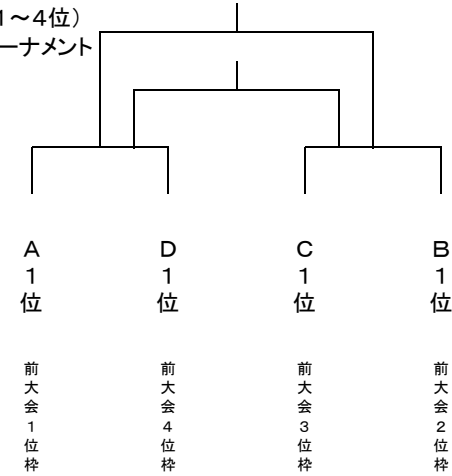 1～4位）
ーナメント
A1位
D1位
C1位
B1位
前大会1位枠
前大会4位枠
前大会3位枠
前大会2位枠